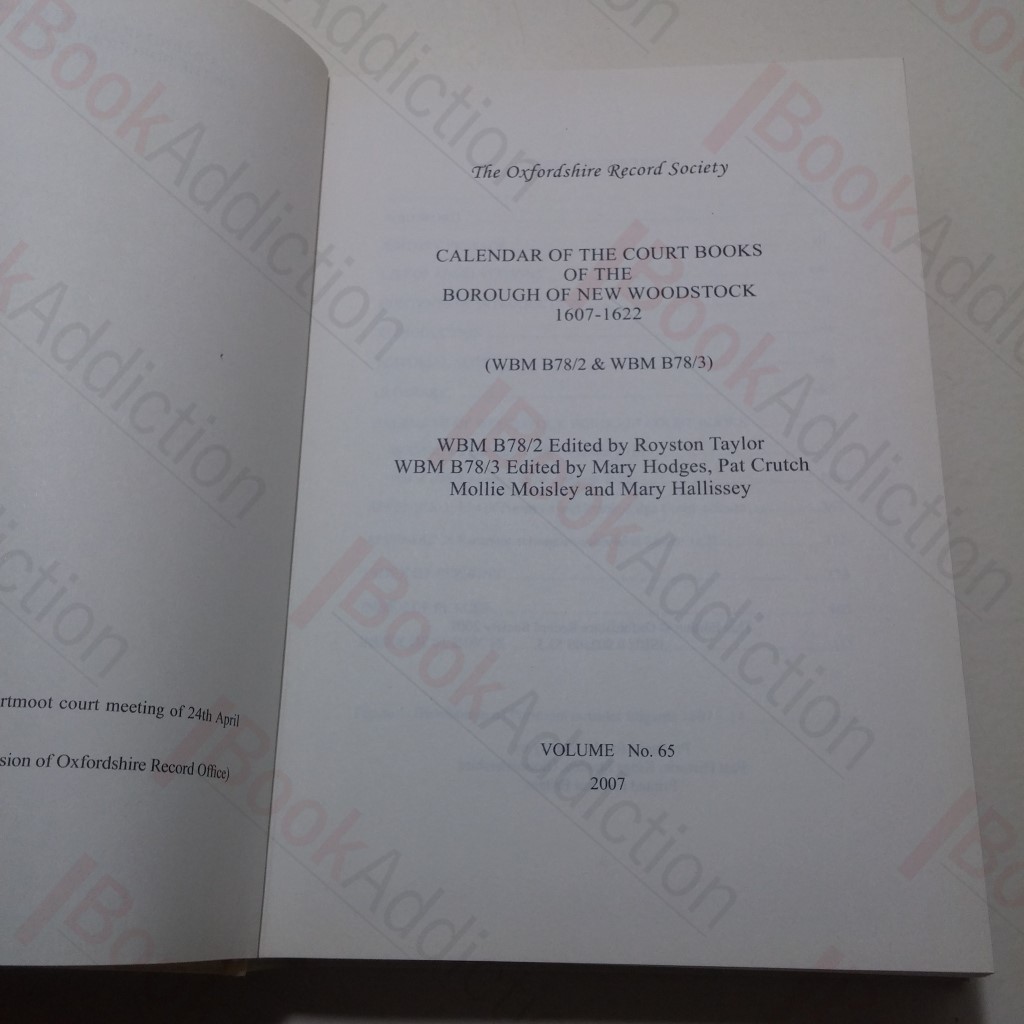 rtmoot court meeting of 24th April
sion of Oxfordshire Record Office)
The Oxfordshire Record Society
CALENDAR OF THE COURT BOOKS
OF THE
BOROUGH OF NEW WOODSTOCK
1607-1622
(WBM B78/2 & WBM B78/3)
WBM B78/2 Edited by Royston Taylor
WBM B78/3 Edited by Mary Hodges, Pat Crutch
Mollie Moisley and Mary Hallissey
VOLUME No. 65
2007
BookAddiction